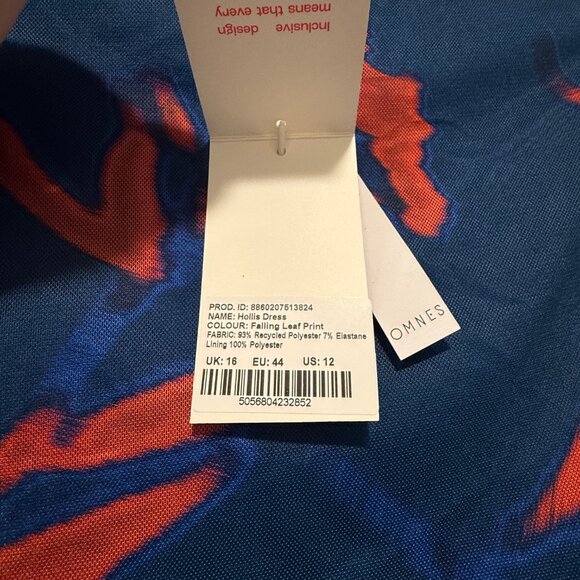 Inclusive design
means that every
PROD. ID: 8860207513824
NAME: Hollis Dress
COLOUR: Falling Leaf Print
FABRIC: 93% Recycled Polyester 7% Elastane
Lining 100% Polyester
UK: 16 EU: 44 US: 12
5056804232852
OMNES